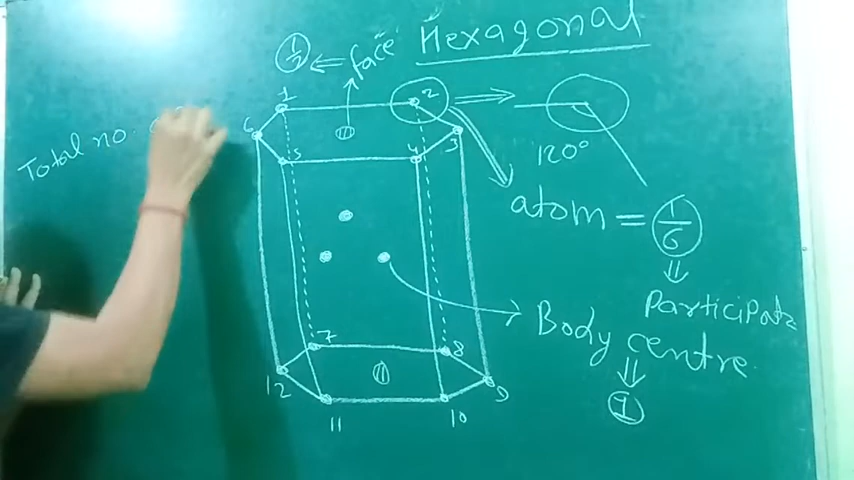 Hexagonal
1/2 ⇐ face
1
2
6
3
5
4
Total no.
120°
atom = 1/6
⇓
Participate
Body
centre
⇓
1
7
8
12
9
11
10